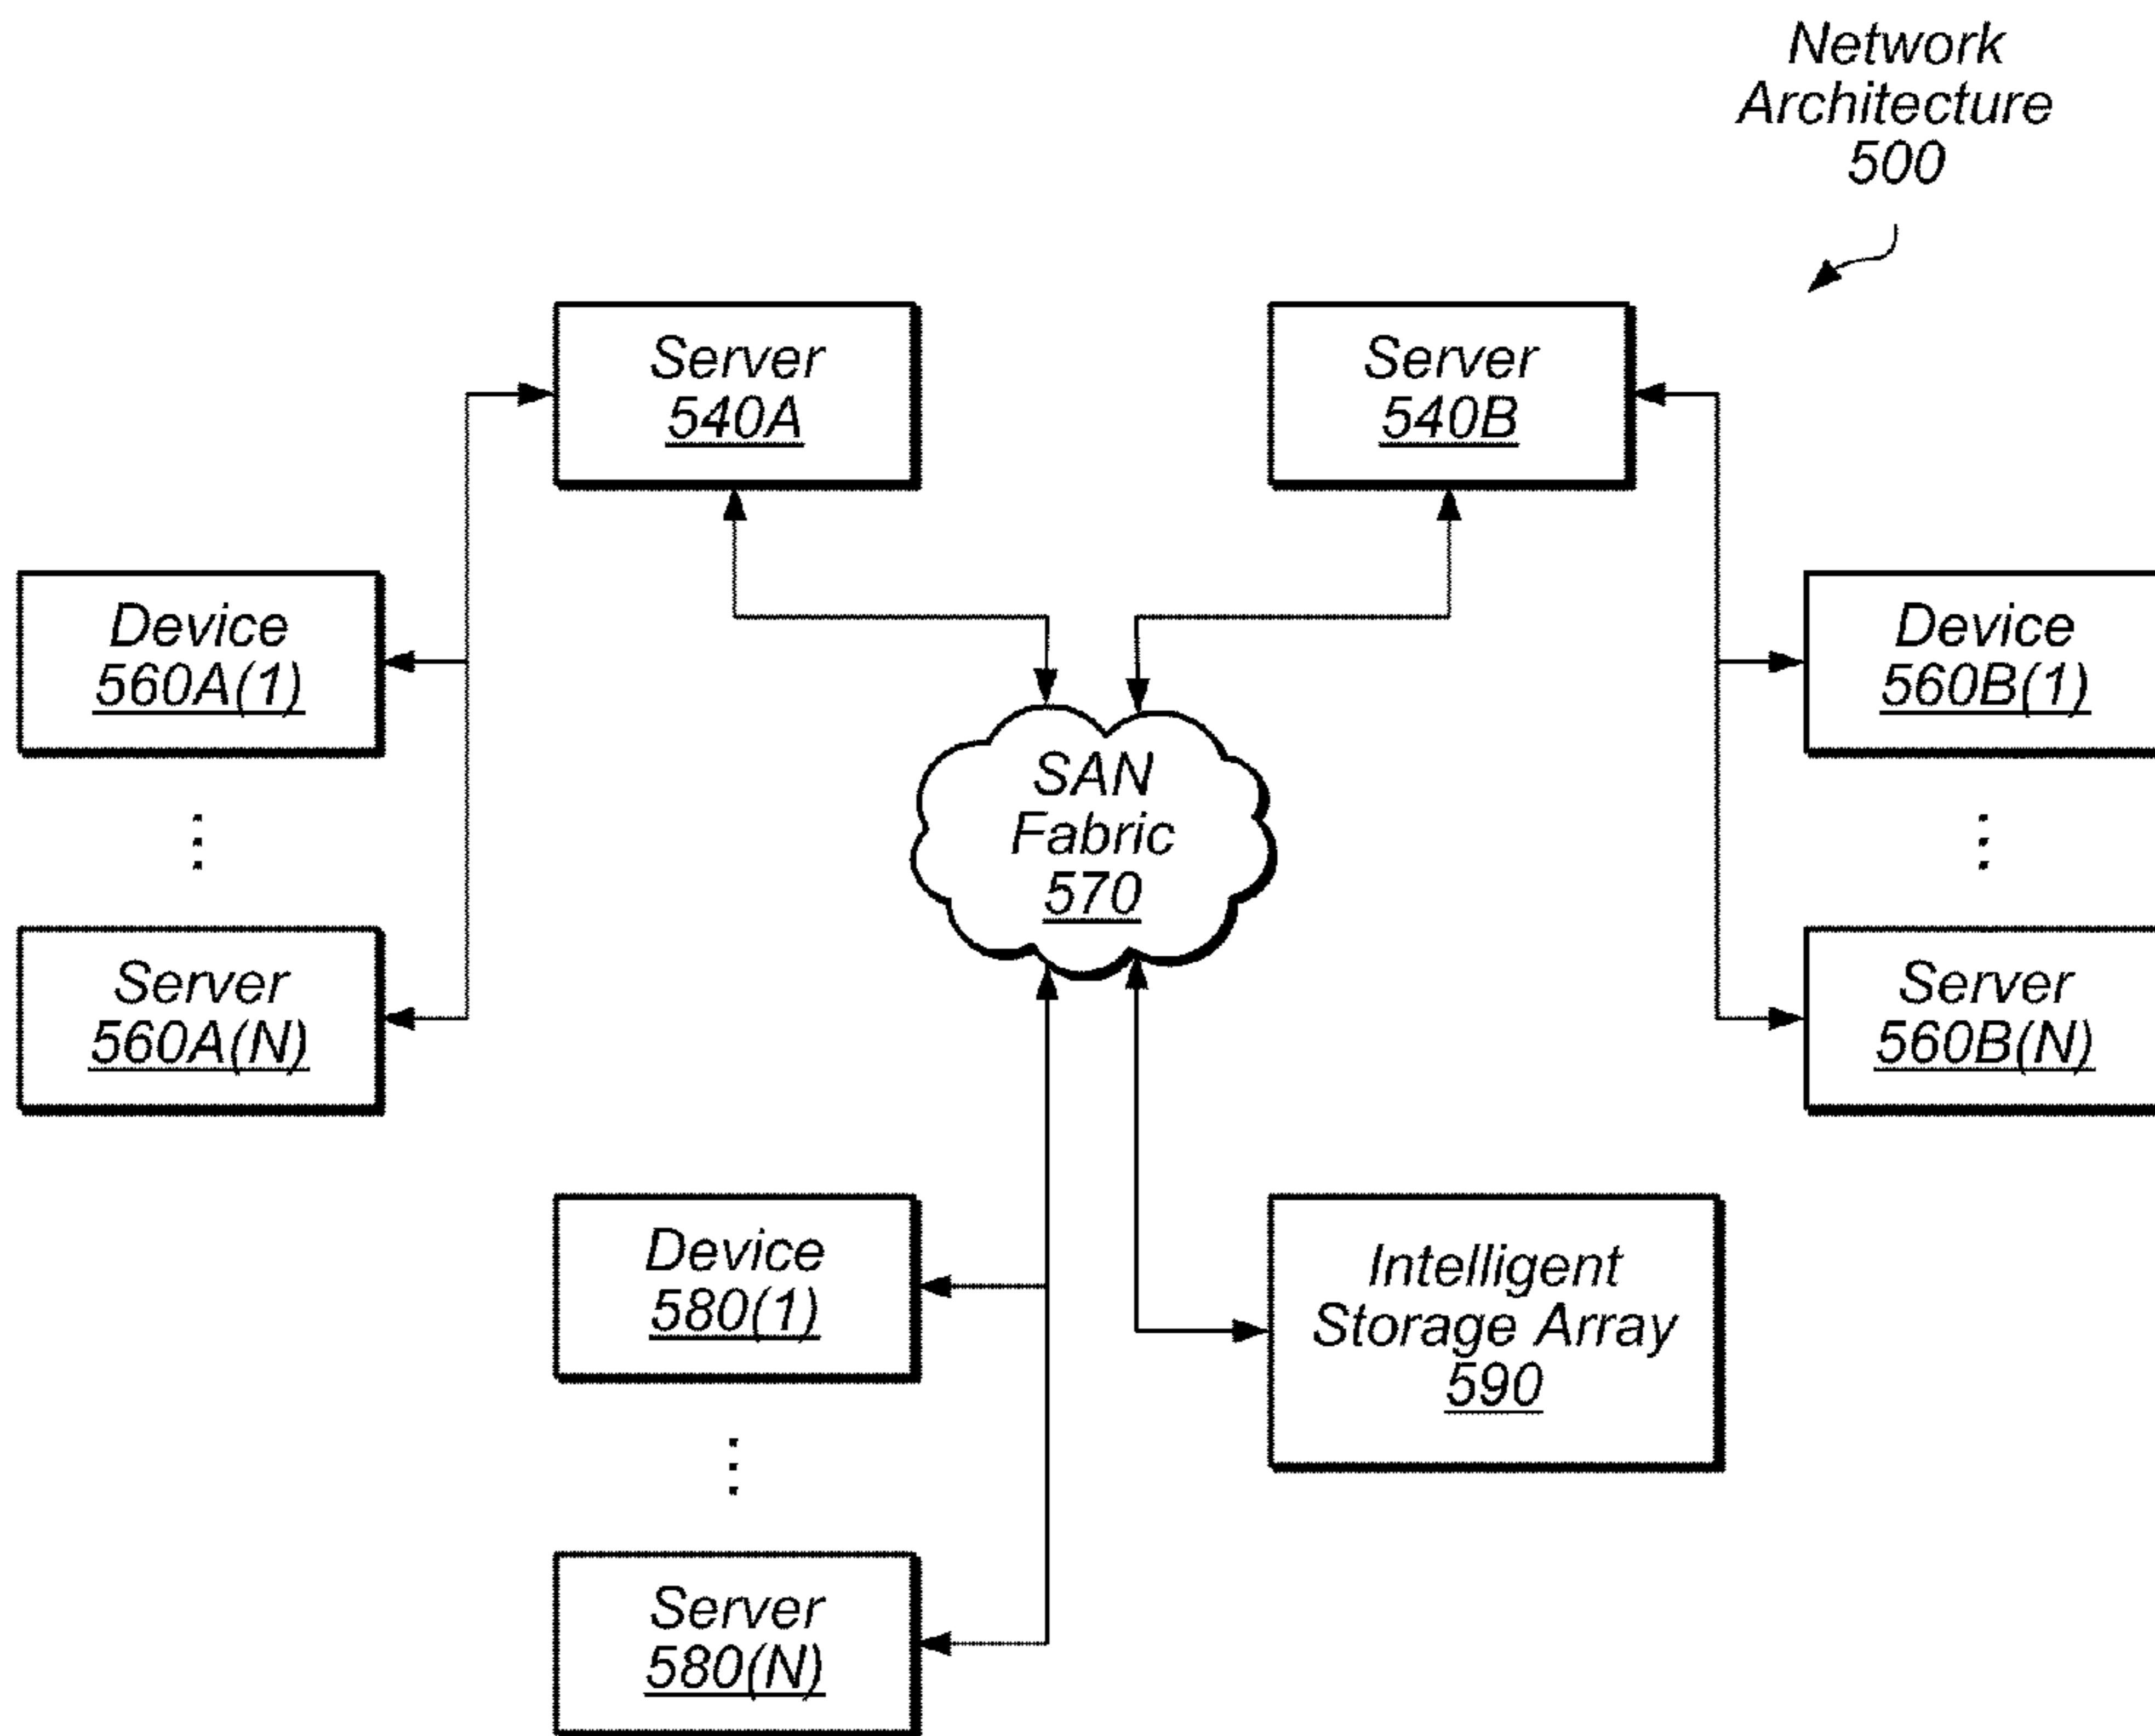 Network
Architecture
500
Server
540A
Server
540B
Device
560A(1)
Device
560B(1)
SAN
Fabric
570
Server
560A(N)
Server
560B(N)
Device
580(1)
Intelligent
Storage Array
590
Server
580(N)